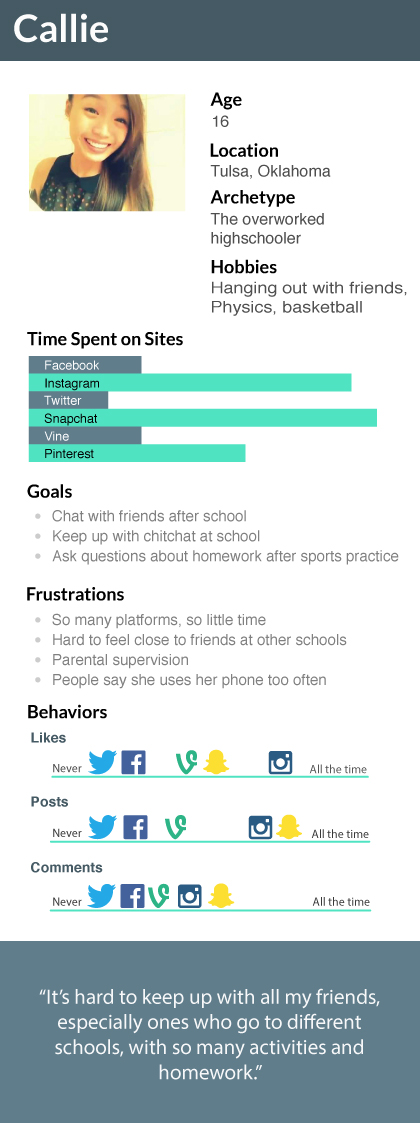 Callie
Age
16
Location
Tulsa, Oklahoma
Archetype
The overworked
highschooler
Hobbies
Hanging out with friends,
Physics, basketball
Time Spent on Sites
Facebook
Instagram
Twitter
Snapchat
Vine
Pinterest
Goals
Chat with friends after school
Keep up with chitchat at school
Ask questions about homework after sports practice
Frustrations
So many platforms, so little time
Hard to feel close to friends at other schools
Parental supervision
People say she uses her phone too often
Behaviors
Likes
Never All the time
Posts
Never All the time
Comments
Never All the time
“It’s hard to keep up with all my friends,
especially ones who go to different
schools, with so many activities and
homework.”